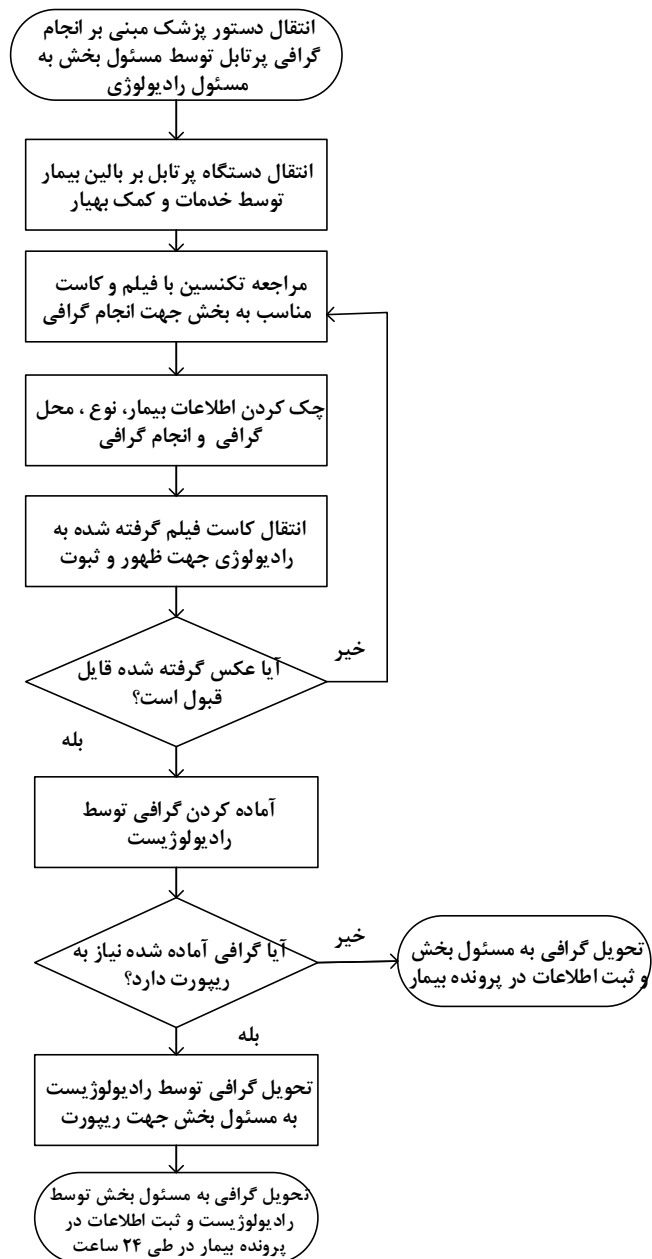 انتقال دستور پزشک مبنی بر انجام
گرافی پرتابل توسط مسئول بخش به
مسئول رادیولوژی
انتقال دستگاه پرتابل بر بالین بیمار
توسط خدمات و کمک بهیار
مراجعه تکنسین با فیلم و کاست
مناسب به بخش جهت انجام گرافی
چک کردن اطلاعات بیمار، نوع ، محل
گرافی و انجام گرافی
انتقال کاست فیلم گرفته شده به
رادیولوژی جهت ظهور و ثبوت
آیا عکس گرفته شده قایل
قبول است؟
خیر
بله
آماده کردن گرافی توسط
رادیولوژیست
آیا گرافی آماده شده نیاز به
ریپورت دارد؟
خیر
تحویل گرافی به مسئول بخش
و ثبت اطلاعات در پرونده بیمار
بله
تحویل گرافی توسط رادیولوژیست
به مسئول بخش جهت ریپورت
تحویل گرافی به مسئول بخش توسط
رادیولوژیست و ثبت اطلاعات در
پرونده بیمار در طی ۲۴ ساعت